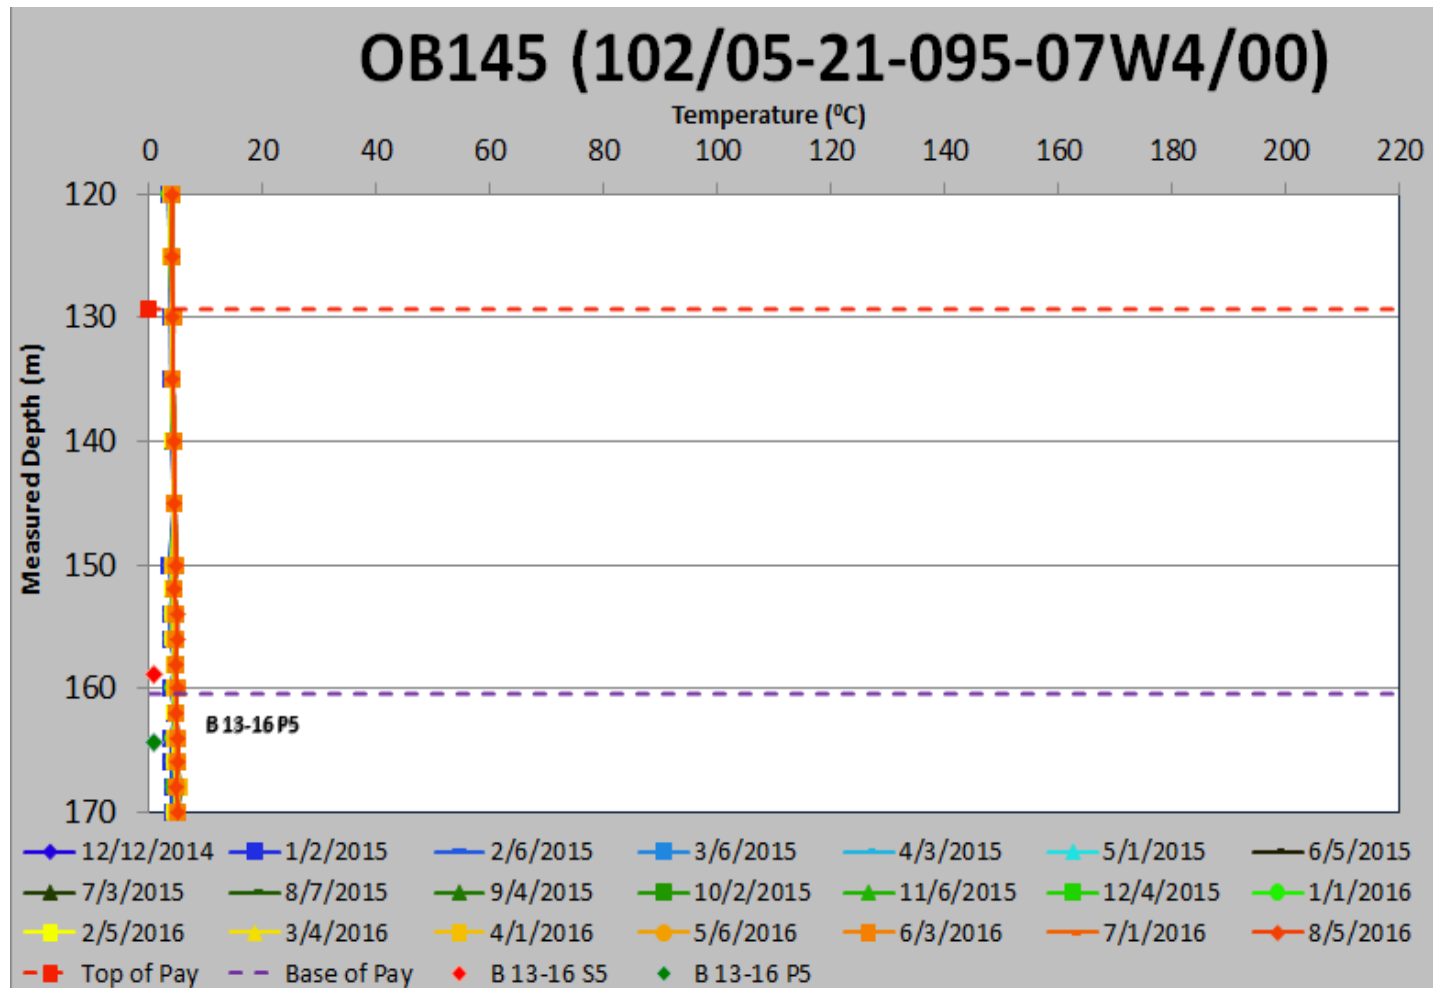 OB145 (102/05-21-095-07W4/00)
Temperature (⁰C)
0 20 40 60 80 100 120 140 160 180 200 220
Measured Depth (m)
120
130
140
150
160
170
B 13-16 P5
12/12/2014 1/2/2015 2/6/2015 3/6/2015 4/3/2015 5/1/2015 6/5/2015
7/3/2015 8/7/2015 9/4/2015 10/2/2015 11/6/2015 12/4/2015 1/1/2016
2/5/2016 3/4/2016 4/1/2016 5/6/2016 6/3/2016 7/1/2016 8/5/2016
Top of Pay Base of Pay B 13-16 S5 B 13-16 P5